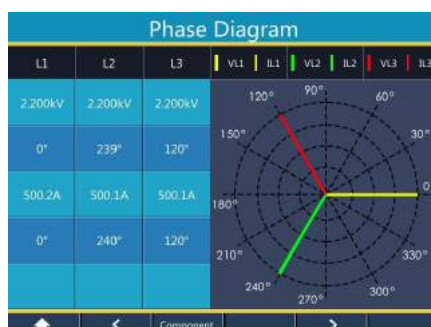 Phase Diagram
L1 L2 L3 VL1 IL1 VL2 IL2 VL3 IL3
2.200kV 2.200kV 2.200kV
0° 239° 120°
500.2A 500.1A 500.1A
0° 240° 120°
90°
120° 60°
150° 30°
180° 0
210° 330°
240° 300°
270°
Component